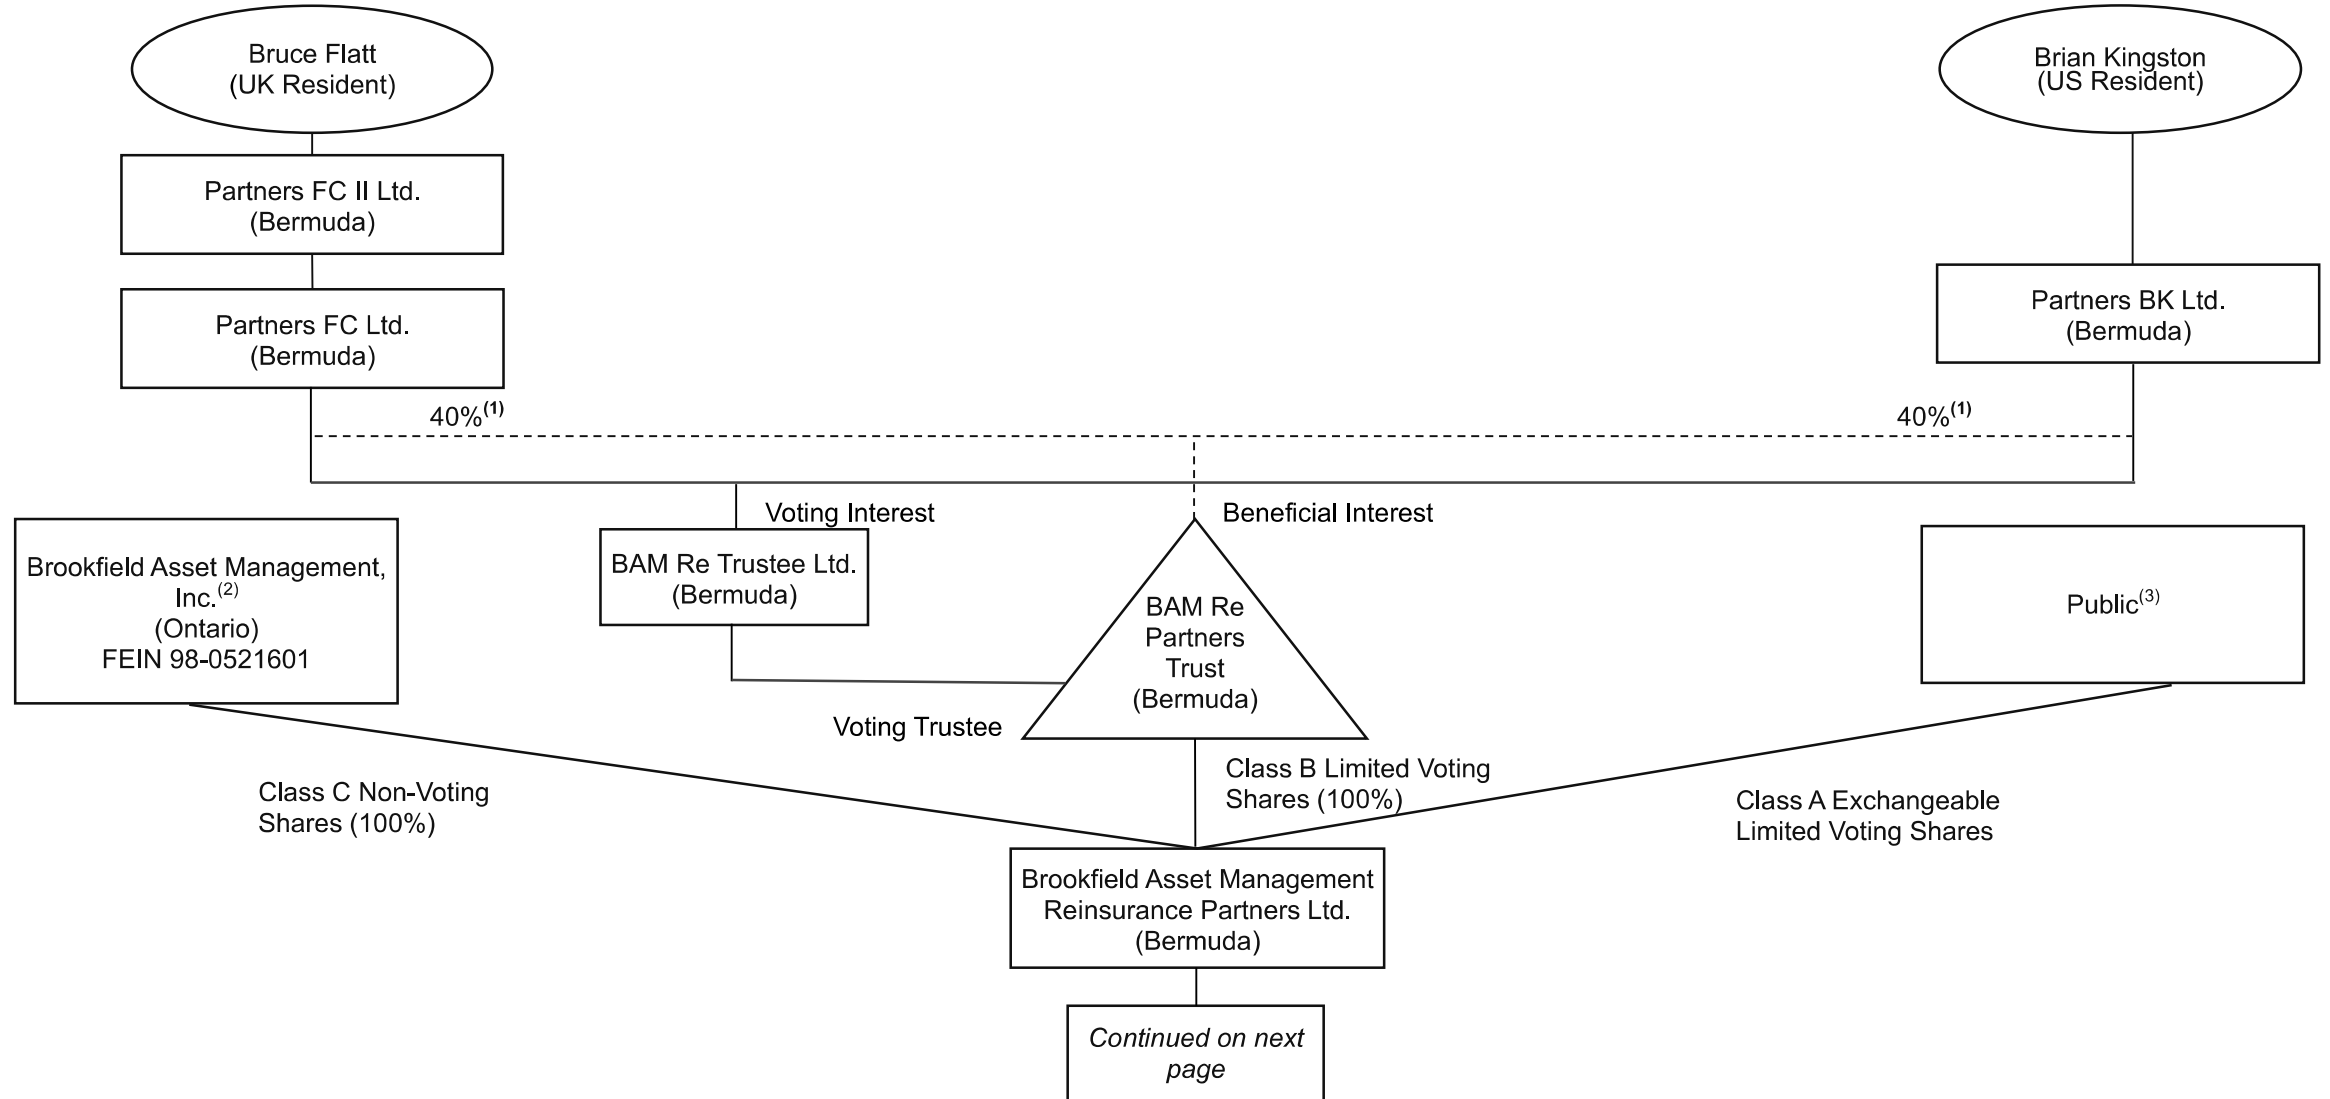 Bruce Flatt
(UK Resident)
Brian Kingston
(US Resident)
Partners FC II Ltd.
(Bermuda)
Partners FC Ltd.
(Bermuda)
Partners BK Ltd.
(Bermuda)
40%(1)
40%(1)
Voting Interest
Beneficial Interest
Brookfield Asset Management,
Inc.(2)
(Ontario)
FEIN 98-0521601
BAM Re Trustee Ltd.
(Bermuda)
BAM Re
Partners
Trust
(Bermuda)
Public(3)
Voting Trustee
Class C Non-Voting
Shares (100%)
Class B Limited Voting
Shares (100%)
Class A Exchangeable
Limited Voting Shares
Brookfield Asset Management
Reinsurance Partners Ltd.
(Bermuda)
Continued on next
page